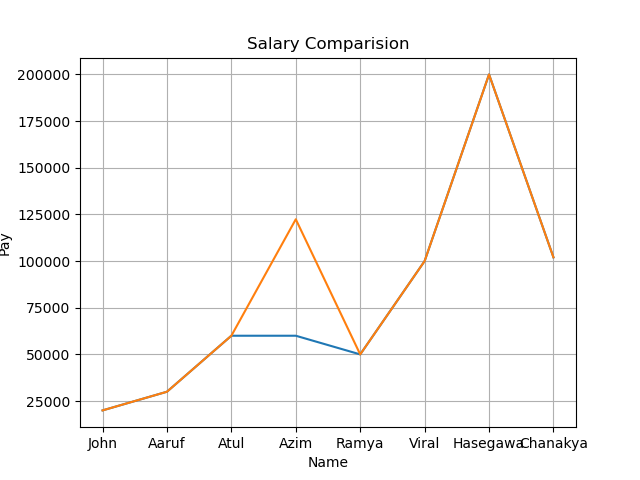 Salary Comparision
200000
175000
150000
125000
100000
75000
50000
25000
Pay
John Aaruf Atul Azim Ramya Viral Hasegawa Chanakya
Name